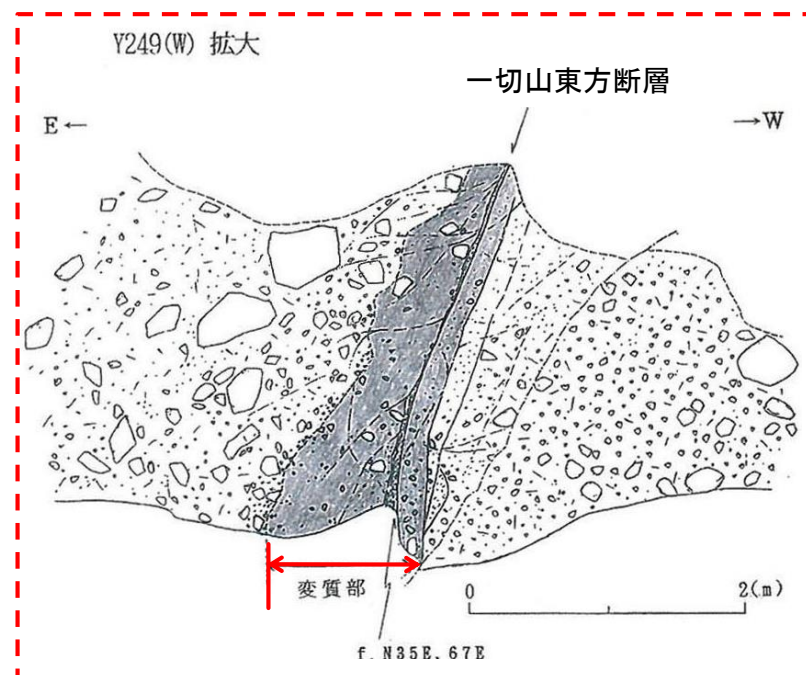 Y249(W) 拡大
一切山東方断層
E ←
→ W
変質部
0
2(m)
f. N35E, 67E